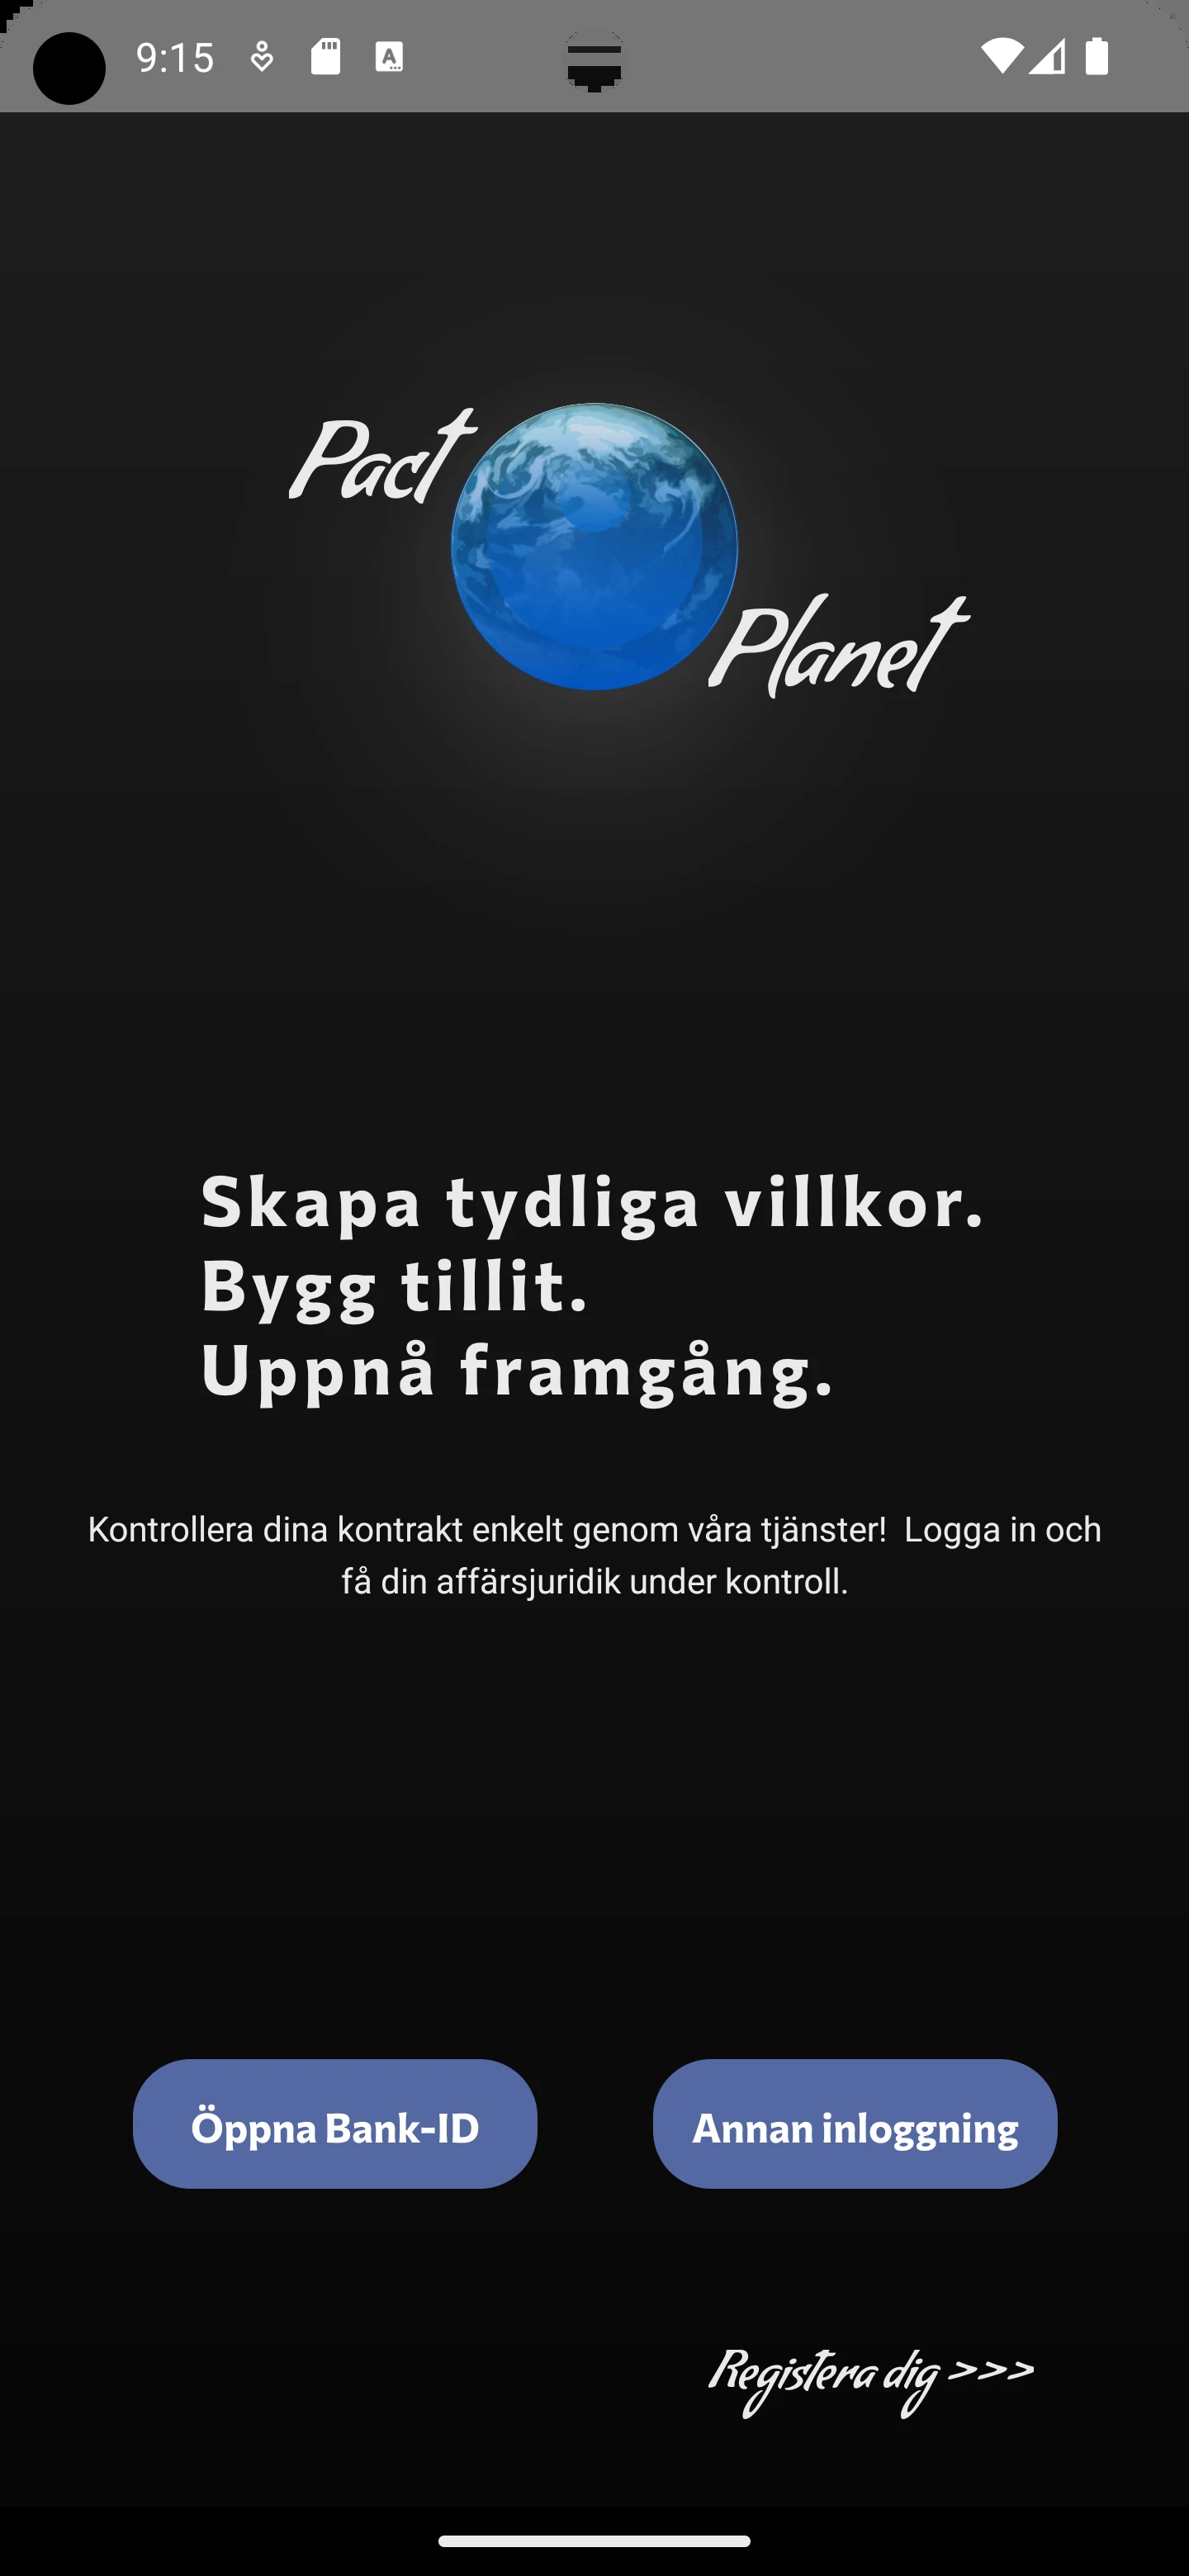 9:15
Pact
Planet
Skapa tydliga villkor.
Bygg tillit.
Uppnå framgång.
Kontrollera dina kontrakt enkelt genom våra tjänster!  Logga in och
få din affärsjuridik under kontroll.
Öppna Bank-ID
Annan inloggning
Registera dig >>>